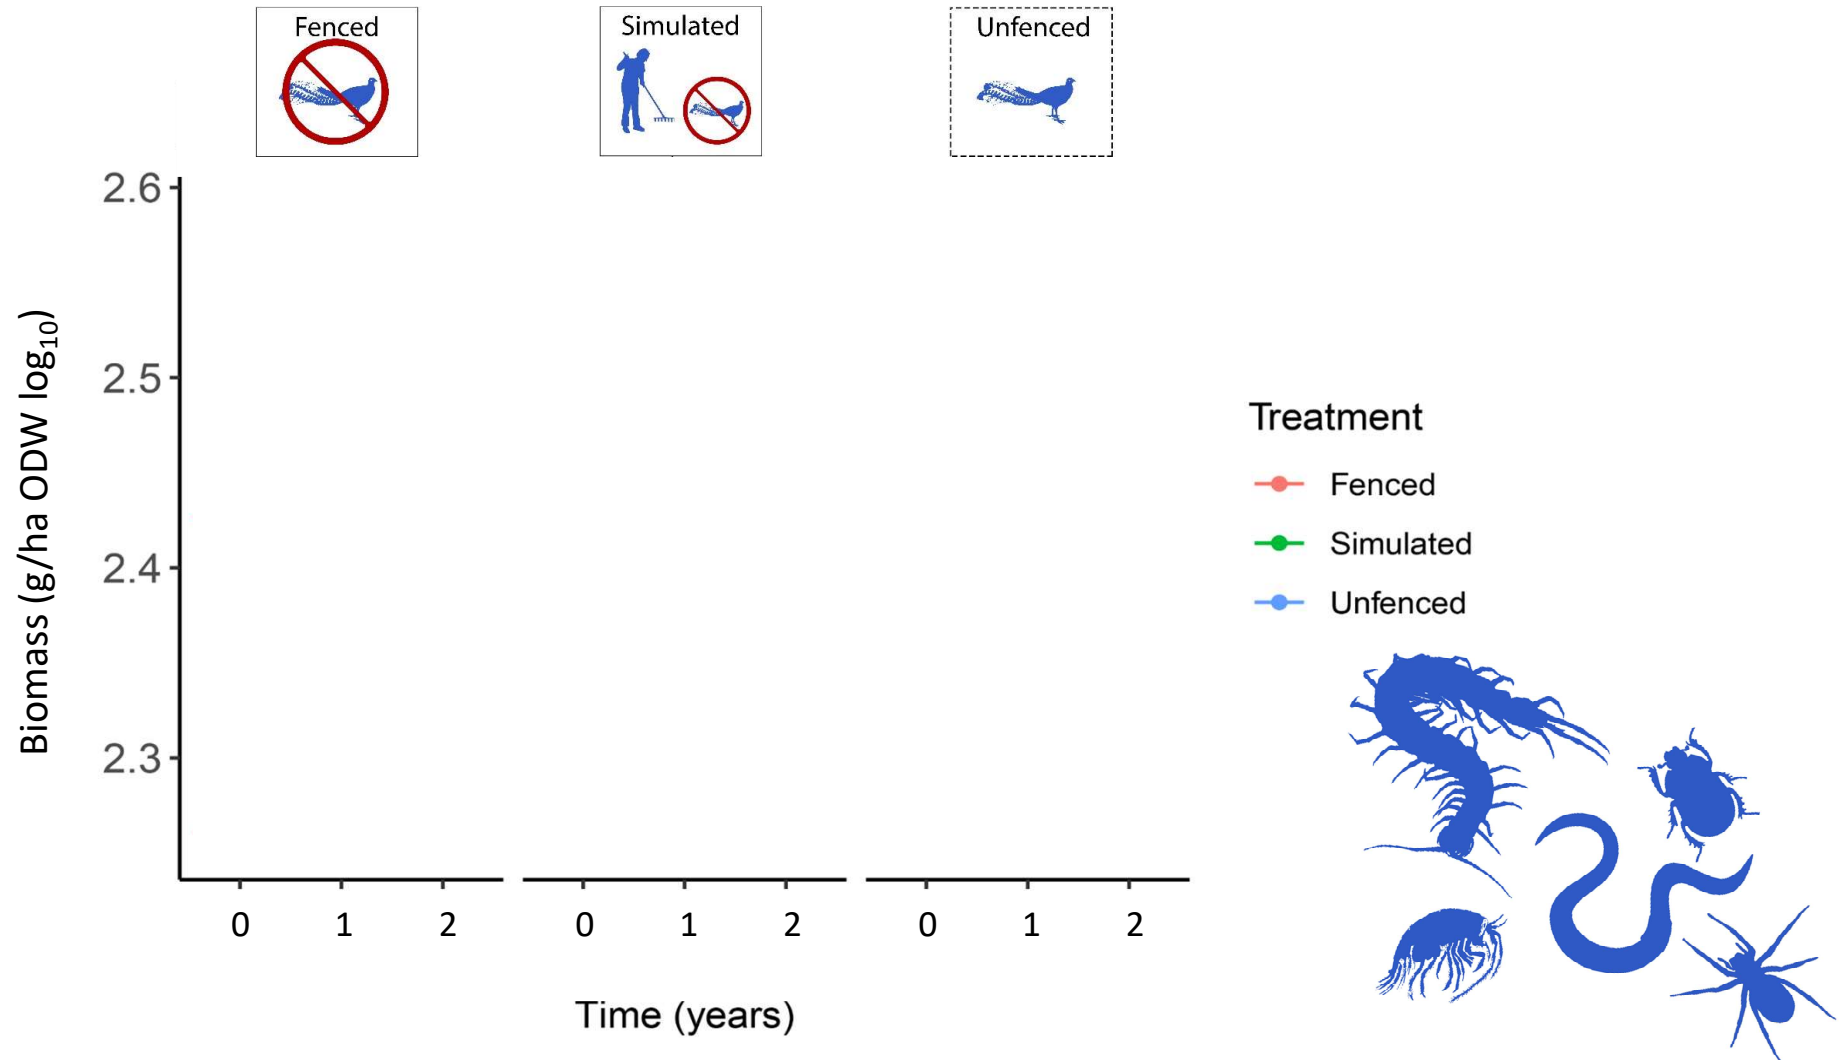 Fenced
Simulated
Unfenced
2.6
2.5
2.4
2.3
Biomass (g/ha ODW log₁₀)
0 1 2
0 1 2
0 1 2
Time (years)
Treatment
Fenced
Simulated
Unfenced